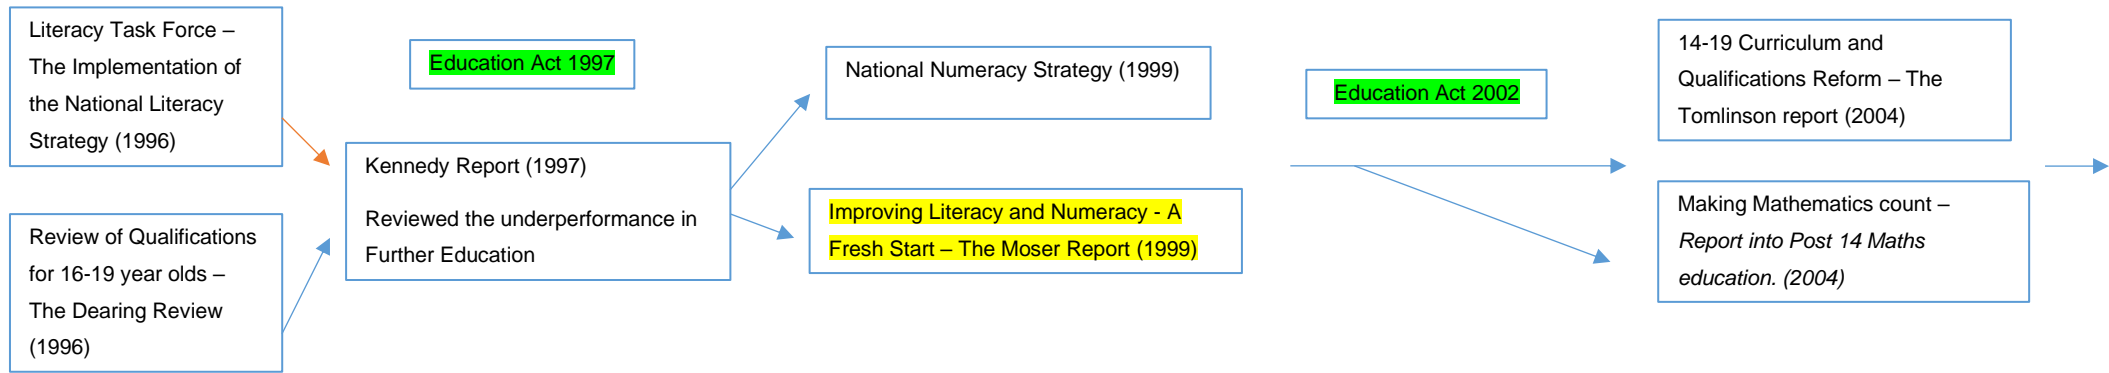 Literacy Task Force –
The Implementation of
the National Literacy
Strategy (1996)
Review of Qualifications
for 16-19 year olds –
The Dearing Review
(1996)
Education Act 1997
Kennedy Report (1997)
Reviewed the underperformance in
Further Education
National Numeracy Strategy (1999)
Improving Literacy and Numeracy - A
Fresh Start – The Moser Report (1999)
Education Act 2002
14-19 Curriculum and
Qualifications Reform – The
Tomlinson report (2004)
Making Mathematics count –
Report into Post 14 Maths
education. (2004)